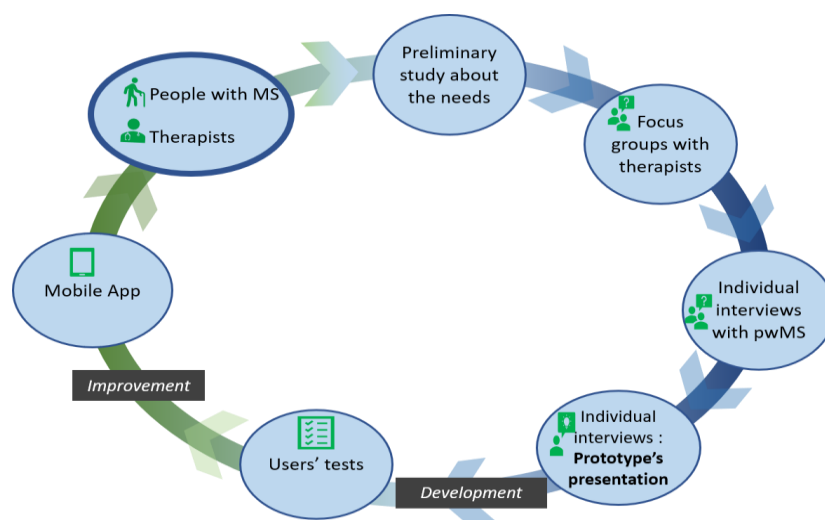 People with MS
Therapists
Preliminary
study about
the needs
Focus
groups with
therapists
Individual
interviews
with pwMS
Individual
interviews :
Prototype's
presentation
Development
Users' tests
Improvement
Mobile App